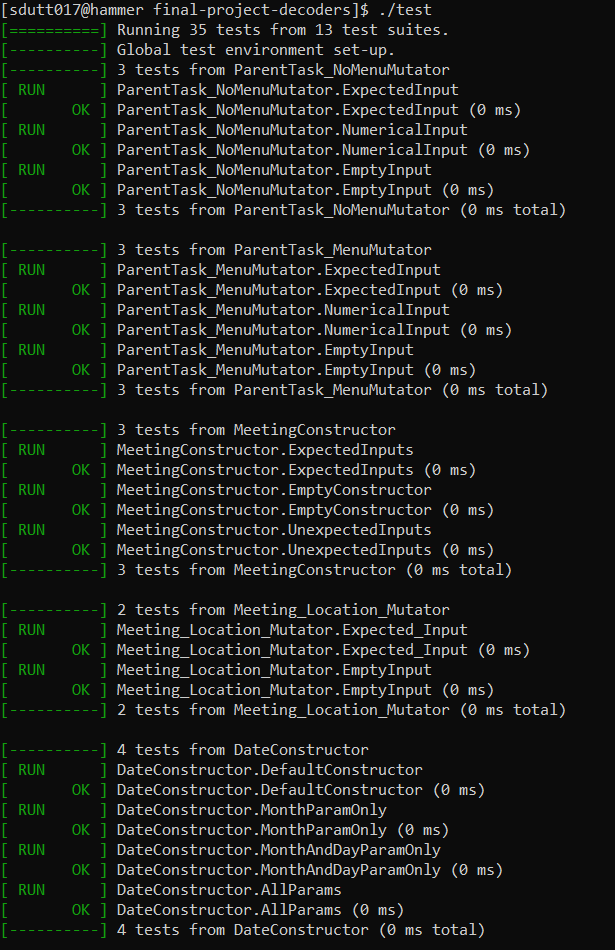 [sdutt017@hammer final-project-decoders]$ ./test
[==========] Running 35 tests from 13 test suites.
[----------] Global test environment set-up.
[----------] 3 tests from ParentTask_NoMenuMutator
[ RUN      ] ParentTask_NoMenuMutator.ExpectedInput
[       OK ] ParentTask_NoMenuMutator.ExpectedInput (0 ms)
[ RUN      ] ParentTask_NoMenuMutator.NumericalInput
[       OK ] ParentTask_NoMenuMutator.NumericalInput (0 ms)
[ RUN      ] ParentTask_NoMenuMutator.EmptyInput
[       OK ] ParentTask_NoMenuMutator.EmptyInput (0 ms)
[----------] 3 tests from ParentTask_NoMenuMutator (0 ms total)

[----------] 3 tests from ParentTask_MenuMutator
[ RUN      ] ParentTask_MenuMutator.ExpectedInput
[       OK ] ParentTask_MenuMutator.ExpectedInput (0 ms)
[ RUN      ] ParentTask_MenuMutator.NumericalInput
[       OK ] ParentTask_MenuMutator.NumericalInput (0 ms)
[ RUN      ] ParentTask_MenuMutator.EmptyInput
[       OK ] ParentTask_MenuMutator.EmptyInput (0 ms)
[----------] 3 tests from ParentTask_MenuMutator (0 ms total)

[----------] 3 tests from MeetingConstructor
[ RUN      ] MeetingConstructor.ExpectedInputs
[       OK ] MeetingConstructor.ExpectedInputs (0 ms)
[ RUN      ] MeetingConstructor.EmptyConstructor
[       OK ] MeetingConstructor.EmptyConstructor (0 ms)
[ RUN      ] MeetingConstructor.UnexpectedInputs
[       OK ] MeetingConstructor.UnexpectedInputs (0 ms)
[----------] 3 tests from MeetingConstructor (0 ms total)

[----------] 2 tests from Meeting_Location_Mutator
[ RUN      ] Meeting_Location_Mutator.Expected_Input
[       OK ] Meeting_Location_Mutator.Expected_Input (0 ms)
[ RUN      ] Meeting_Location_Mutator.EmptyInput
[       OK ] Meeting_Location_Mutator.EmptyInput (0 ms)
[----------] 2 tests from Meeting_Location_Mutator (0 ms total)

[----------] 4 tests from DateConstructor
[ RUN      ] DateConstructor.DefaultConstructor
[       OK ] DateConstructor.DefaultConstructor (0 ms)
[ RUN      ] DateConstructor.MonthParamOnly
[       OK ] DateConstructor.MonthParamOnly (0 ms)
[ RUN      ] DateConstructor.MonthAndDayParamOnly
[       OK ] DateConstructor.MonthAndDayParamOnly (0 ms)
[ RUN      ] DateConstructor.AllParams
[       OK ] DateConstructor.AllParams (0 ms)
[----------] 4 tests from DateConstructor (0 ms total)